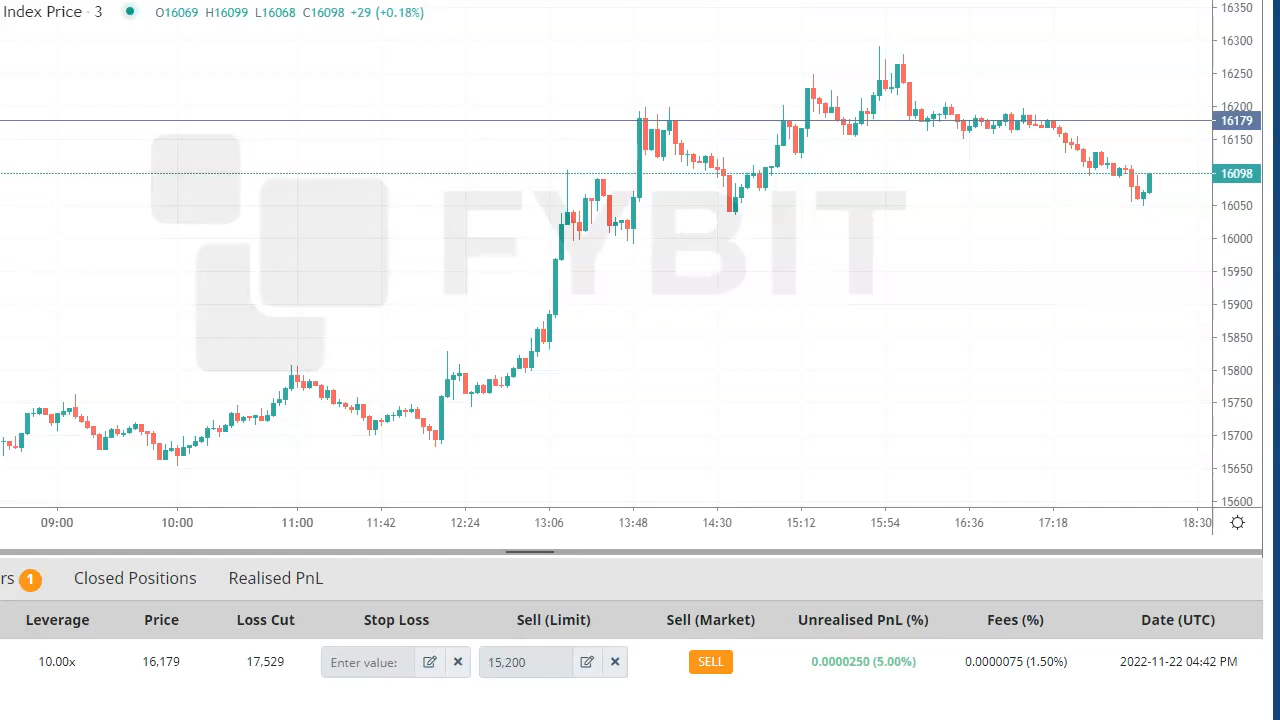 Index Price · 3 O16069 H16099 L16068 C16098 +29 (+0.18%)
16350
16300
16250
16200
16179
16150
16098
16050
16000
15950
15900
15850
15800
15750
15700
15650
15600
FYBIT
09:00 10:00 11:00 11:42 12:24 13:06 13:48 14:30 15:12 15:54 16:36 17:18 18:30
rs 1 Closed Positions Realised PnL
Leverage Price Loss Cut Stop Loss Sell (Limit) Sell (Market) Unrealised PnL (%) Fees (%) Date (UTC)
10.00x 16,179 17,529 Enter value: 15,200 SELL 0.0000250 (5.00%) 0.0000075 (1.50%) 2022-11-22 04:42 PM